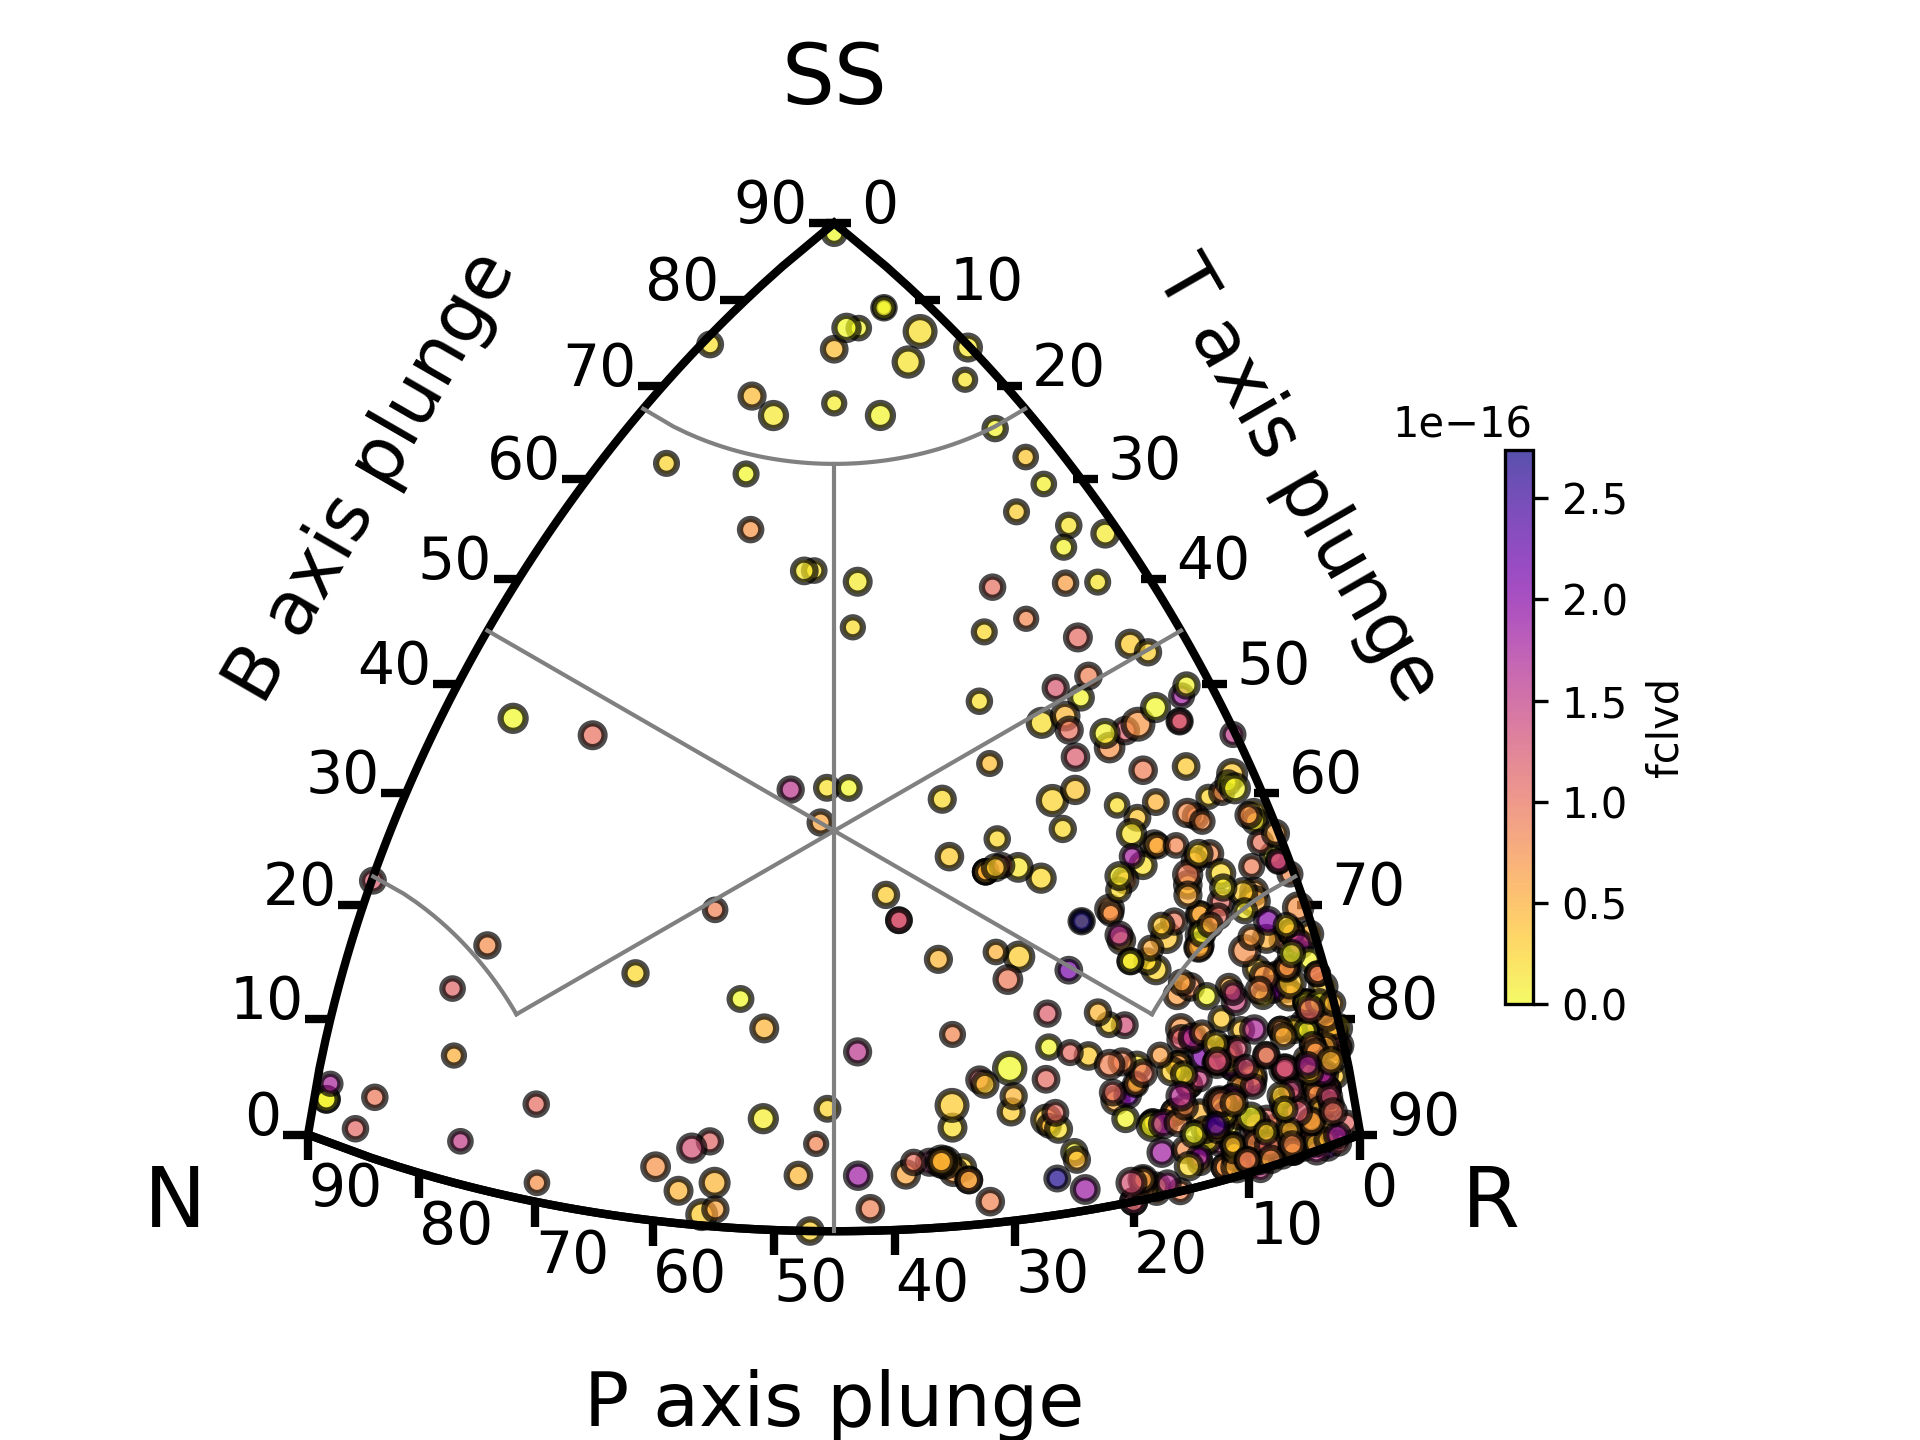 SS
90 0
80 10
70 20
60 30
50 40
40 50
30 60
20 70
10 80
0 90
B axis plunge
T axis plunge
N
R
90 80 70 60 50 40 30 20 10 0
P axis plunge
1e−16
2.5
2.0
1.5
1.0
0.5
0.0
fclvd